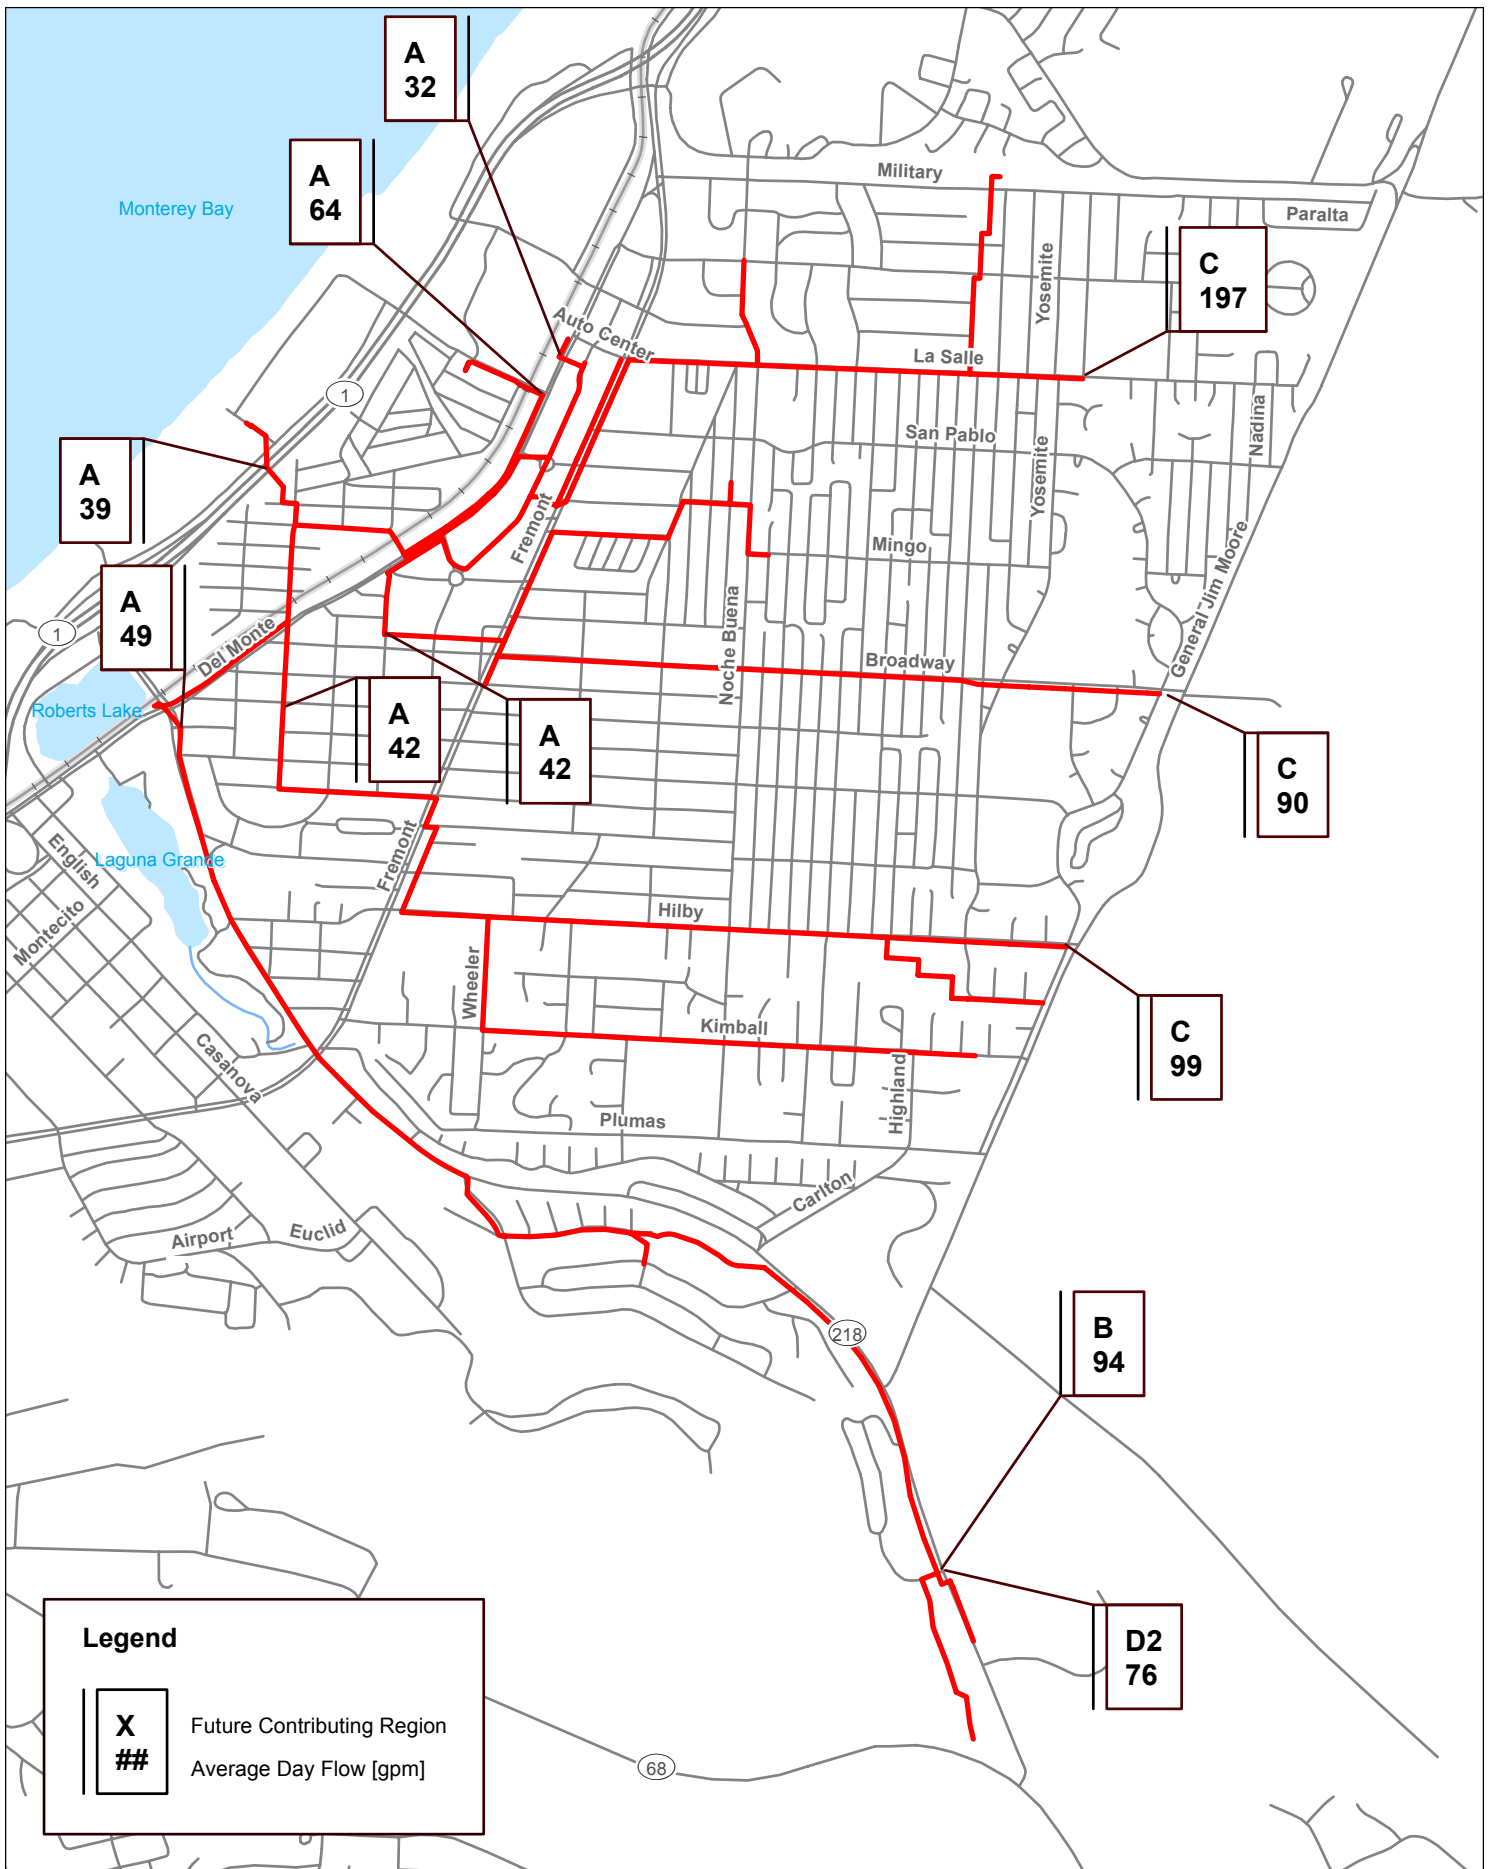 A
32
A
64
Military
Monterey Bay
Paralta
C
197
Yosemite
Auto Center
La Salle
1
Nadina
San Pablo
Yosemite
A
39
Fremont
Mingo
General Jim Moore
A
49
1
Del Monte
Noche Buena
Broadway
Roberts Lake
A
42
A
42
C
90
English
Laguna Grande
Fremont
Montecito
Hilby
Wheeler
Kimball
C
99
Casanova
Highland
Plumas
Carlton
Airport
Euclid
218
B
94
D2
76
Legend
X
##
Future Contributing Region
Average Day Flow [gpm]
68